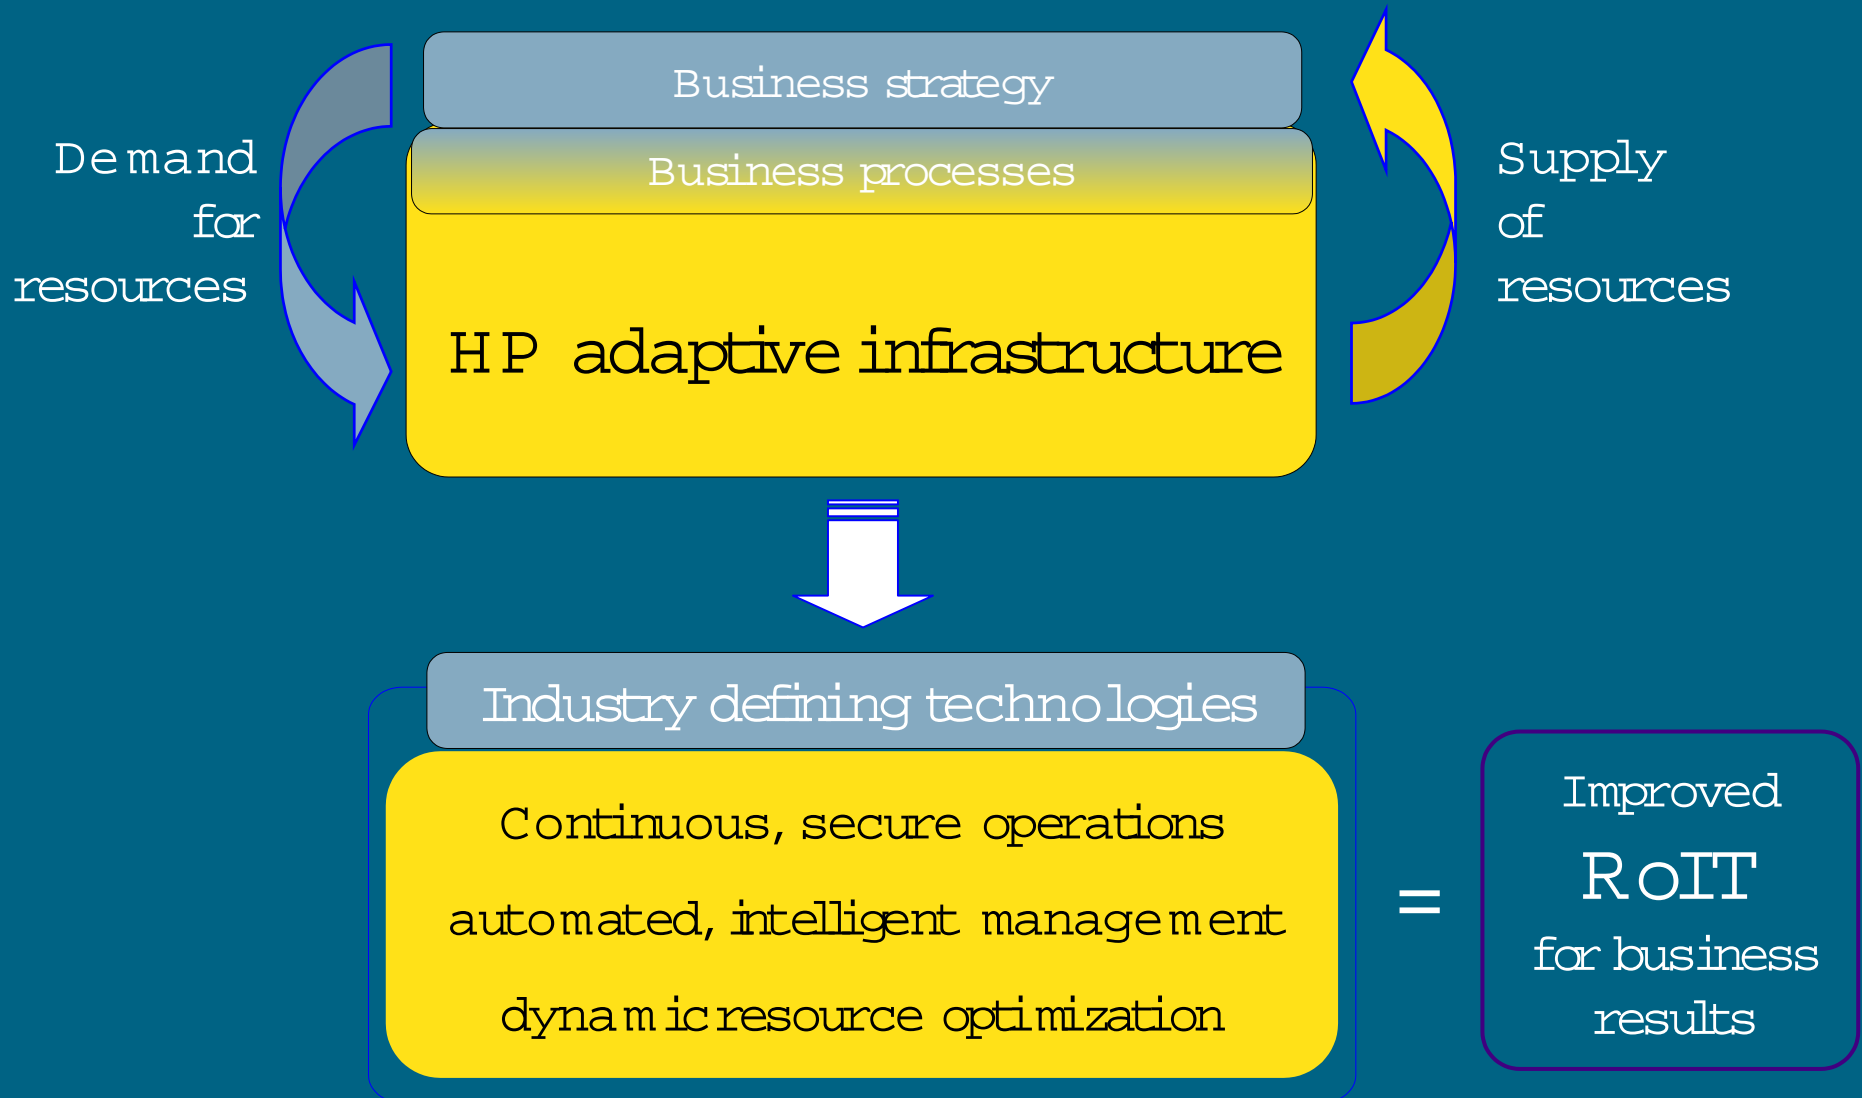 Business strategy
Business processes
Demand
for
resources
Supply
of
resources
HP adaptive infrastructure
Industry defining technologies
Continuous, secure operations
automated, intelligent management
dynamic resource optimization
=
Improved
RoIT
for business
results